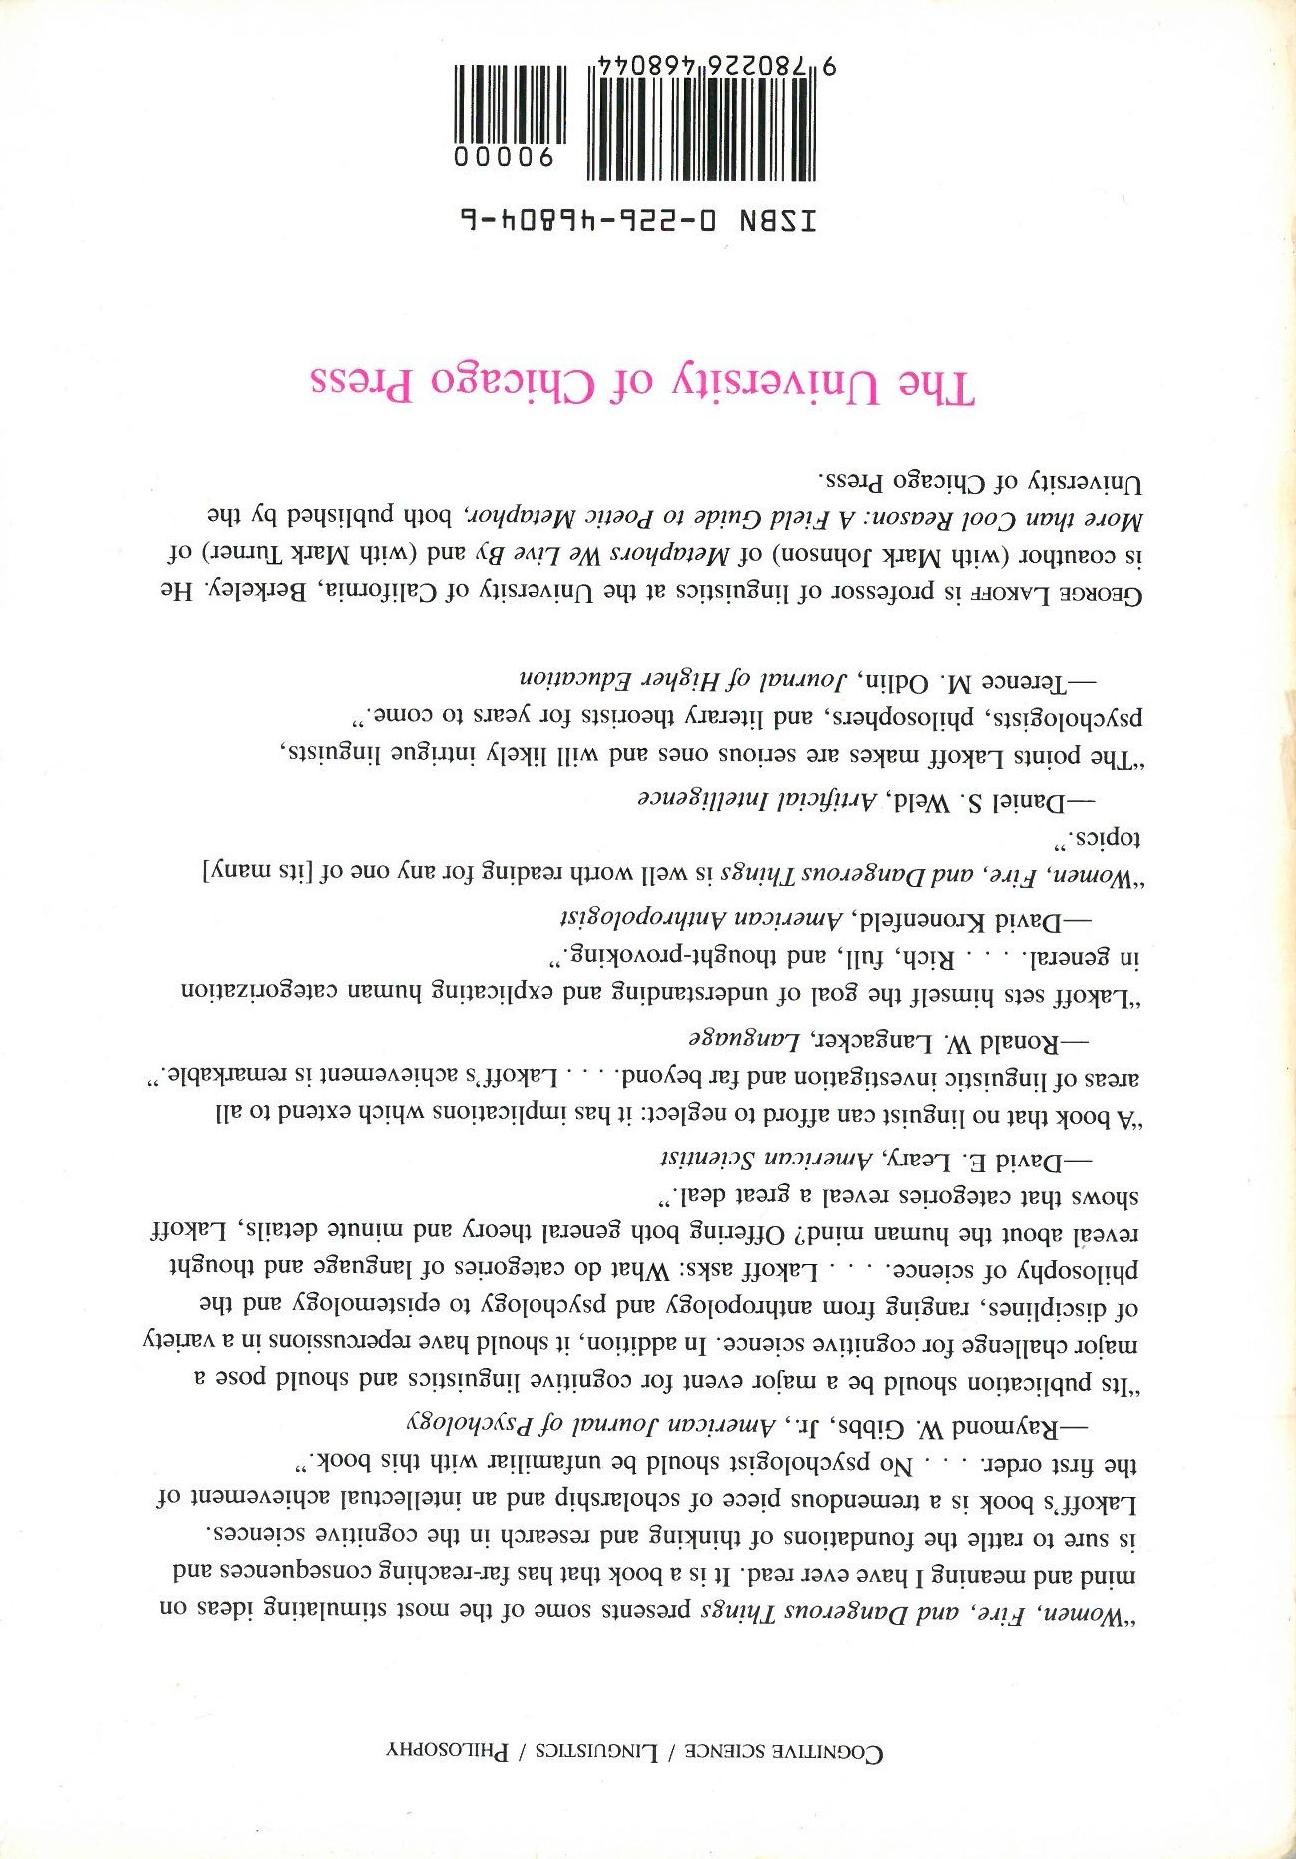 COGNITIVE SCIENCE / LINGUISTICS / PHILOSOPHY
“Women, Fire, and Dangerous Things presents some of the most stimulating ideas on
mind and meaning I have ever read. It is a book that has far-reaching consequences and
is sure to rattle the foundations of thinking and research in the cognitive sciences.
Lakoff’s book is a tremendous piece of scholarship and an intellectual achievement of
the first order. . . . No psychologist should be unfamiliar with this book.”
—Raymond W. Gibbs, Jr., American Journal of Psychology
“Its publication should be a major event for cognitive linguistics and should pose a
major challenge for cognitive science. In addition, it should have repercussions in a variety
of disciplines, ranging from anthropology and psychology to epistemology and the
philosophy of science. . . . Lakoff asks: What do categories of language and thought
reveal about the human mind? Offering both general theory and minute details, Lakoff
shows that categories reveal a great deal.”
—David E. Leary, American Scientist
“A book that no linguist can afford to neglect: it has implications which extend to all
areas of linguistic investigation and far beyond. . . . Lakoff’s achievement is remarkable.”
—Ronald W. Langacker, Language
“Lakoff sets himself the goal of understanding and explicating human categorization
in general. . . . Rich, full, and thought-provoking.”
—David Kronenfeld, American Anthropologist
“Women, Fire, and Dangerous Things is well worth reading for any one of [its many]
topics.”
—Daniel S. Weld, Artificial Intelligence
“The points Lakoff makes are serious ones and will likely intrigue linguists,
psychologists, philosophers, and literary theorists for years to come.”
—Terence M. Odlin, Journal of Higher Education
GEORGE LAKOFF is professor of linguistics at the University of California, Berkeley. He
is coauthor (with Mark Johnson) of Metaphors We Live By and (with Mark Turner) of
More than Cool Reason: A Field Guide to Poetic Metaphor, both published by the
University of Chicago Press.
The University of Chicago Press
ISBN 0-226-46804-6
90000
9 780226 468044